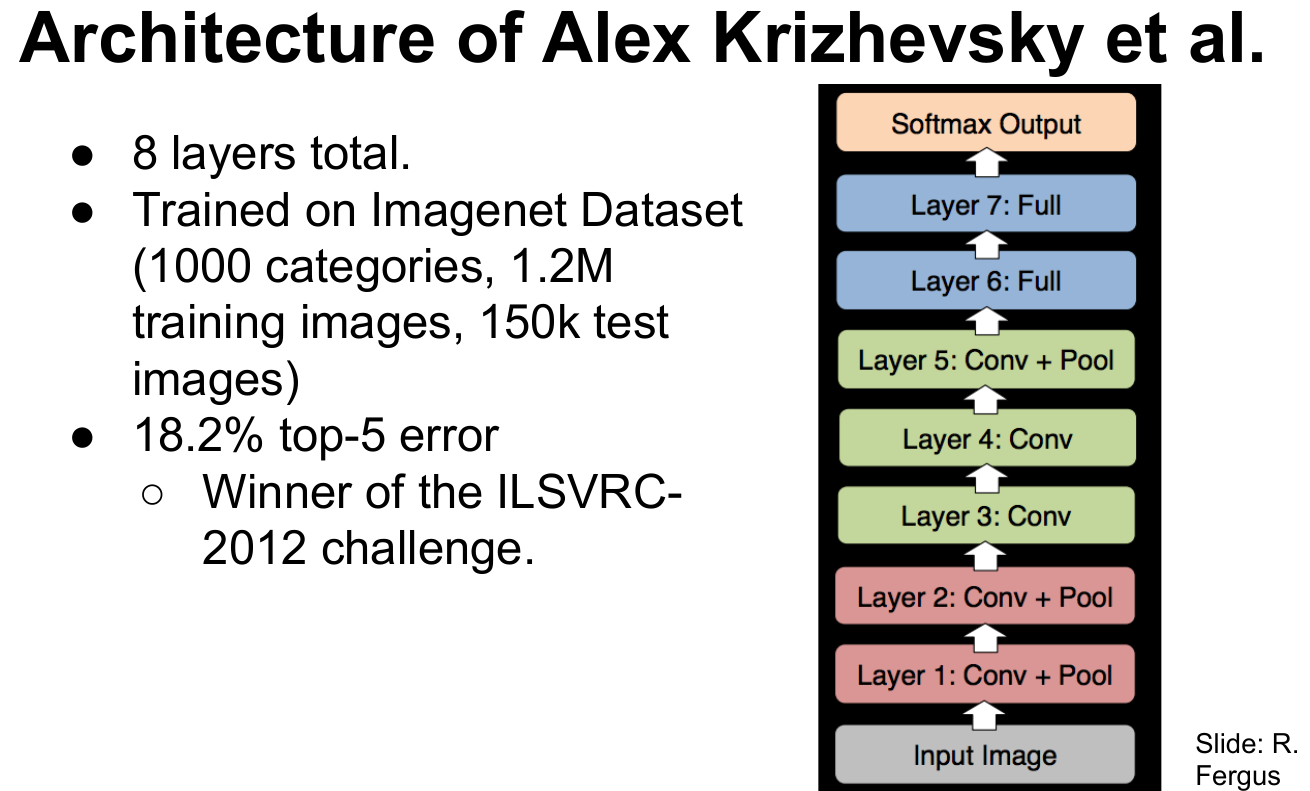 Architecture of Alex Krizhevsky et al.
● 8 layers total.
● Trained on Imagenet Dataset
(1000 categories, 1.2M
training images, 150k test
images)
● 18.2% top-5 error
○ Winner of the ILSVRC-
2012 challenge.
Softmax Output
Layer 7: Full
Layer 6: Full
Layer 5: Conv + Pool
Layer 4: Conv
Layer 3: Conv
Layer 2: Conv + Pool
Layer 1: Conv + Pool
Input Image
Slide: R.
Fergus